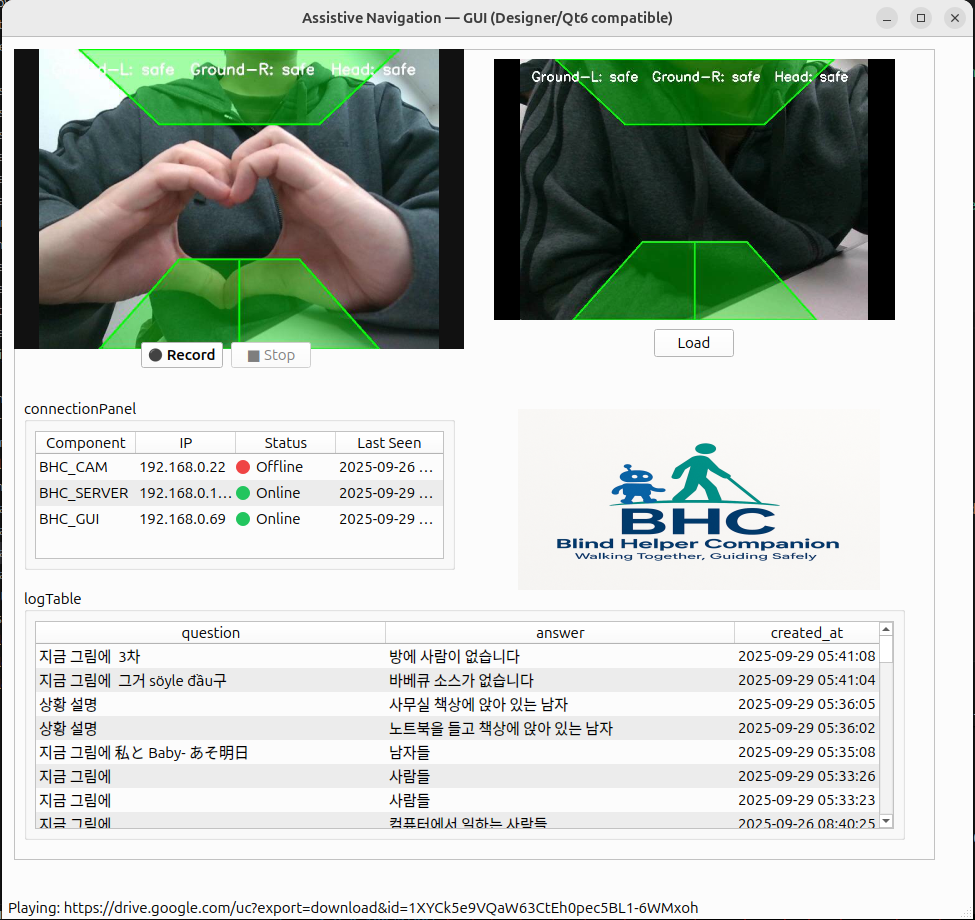 Assistive Navigation — GUI (Designer/Qt6 compatible)
d-L: safe Ground-R: safe Head: safe
Ground-L: safe Ground-R: safe Head: safe
Record Stop
Load
connectionPanel
Component IP Status Last Seen
BHC_CAM 192.168.0.22 Offline 2025-09-26 ...
BHC_SERVER 192.168.0.1... Online 2025-09-29 ...
BHC_GUI 192.168.0.69 Online 2025-09-29 ...
BHC
Blind Helper Companion
Walking Together, Guiding Safely
logTable
question answer created_at
지금 그림에 3차 방에 사람이 없습니다 2025-09-29 05:41:08
지금 그림에 그거 söyle đầu구 바베큐 소스가 없습니다 2025-09-29 05:41:04
상황 설명 사무실 책상에 앉아 있는 남자 2025-09-29 05:36:05
상황 설명 노트북을 들고 책상에 앉아 있는 남자 2025-09-29 05:36:02
지금 그림에 私と Baby- あそ明日 남자들 2025-09-29 05:35:08
지금 그림에 사람들 2025-09-29 05:33:26
지금 그림에 사람들 2025-09-29 05:33:23
지금 그림에 컴퓨터에서 일하는 사람들 2025-09-26 08:40:25
Playing: https://drive.google.com/uc?export=download&id=1XYCk5e9VQaW63CtEh0pec5BL1-6WMxoh